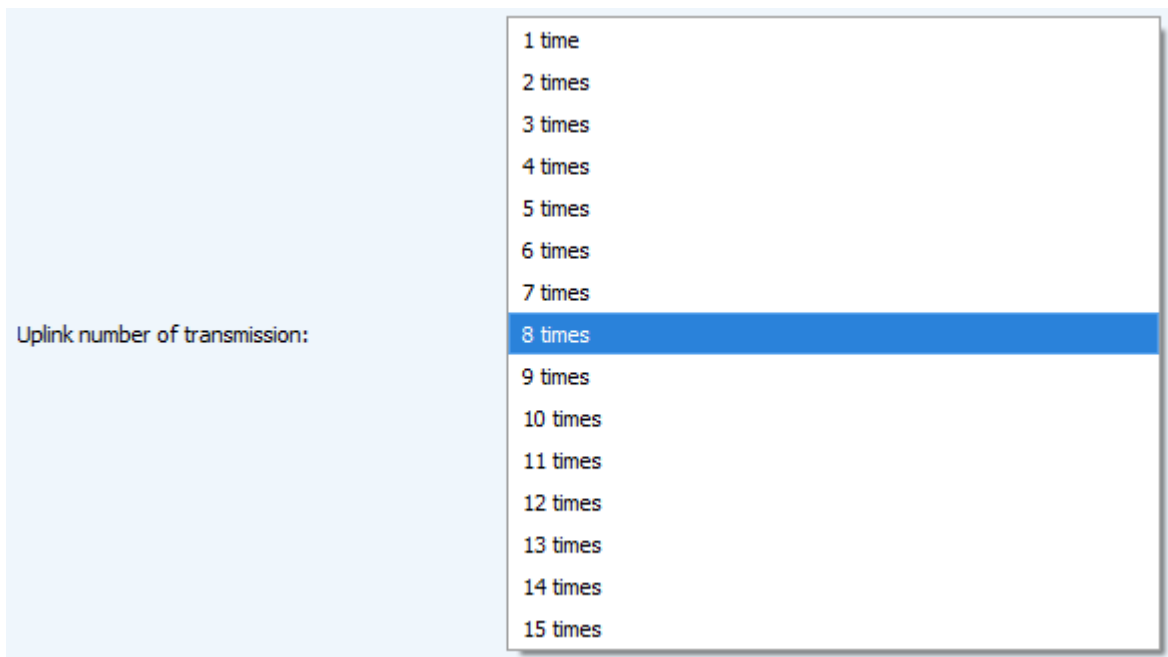 1 time
2 times
3 times
4 times
5 times
6 times
7 times
Uplink number of transmission:
8 times
9 times
10 times
11 times
12 times
13 times
14 times
15 times